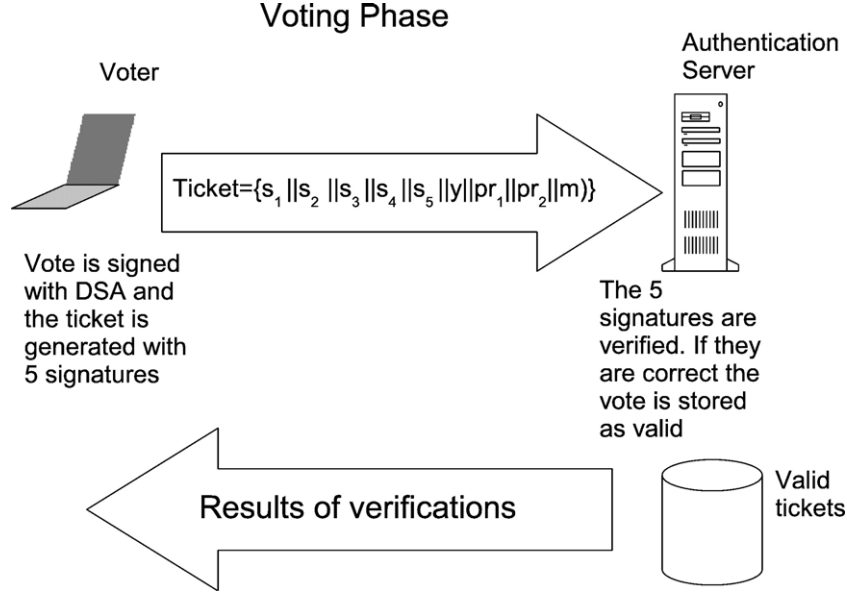 Voting Phase
Voter
Authentication
Server
Ticket={s₁||s₂ ||s₃||s₄||s₅||y||pr₁||pr₂||m)}
Vote is signed
with DSA and
the ticket is
generated with
5 signatures
The 5
signatures are
verified. If they
are correct the
vote is stored
as valid
Results of verifications
Valid
tickets